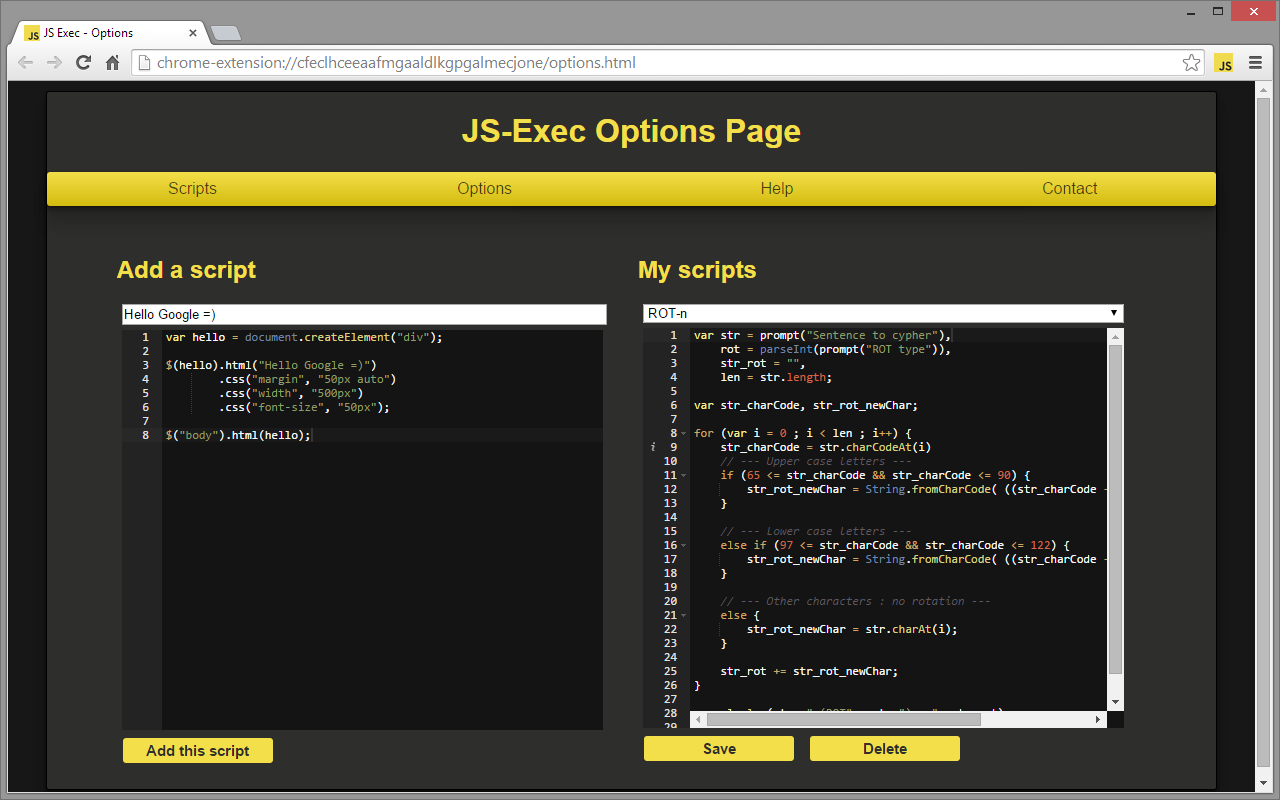 JS JS Exec - Options
chrome-extension://cfeclhceeaafmgaaldlkgpgalmecjone/options.html JS
JS-Exec Options Page
Scripts Options Help Contact
Add a script
Hello Google =)
1 var hello = document.createElement("div");
2
3 $(hello).html("Hello Google =)")
4 .css("margin", "50px auto")
5 .css("width", "500px")
6 .css("font-size", "50px");
7
8 $("body").html(hello);
Add this script
My scripts
ROT-n
1 var str = prompt("Sentence to cypher"),
2 rot = parseInt(prompt("ROT type")),
3 str_rot = "",
4 len = str.length;
5
6 var str_charCode, str_rot_newChar;
7
8 for (var i = 0 ; i < len ; i++) {
i 9 str_charCode = str.charCodeAt(i)
10 // --- Upper case letters ---
11 if (65 <= str_charCode && str_charCode <= 90) {
12 str_rot_newChar = String.fromCharCode( ((str_charCode -
13 }
14
15 // --- Lower case letters ---
16 else if (97 <= str_charCode && str_charCode <= 122) {
17 str_rot_newChar = String.fromCharCode( ((str_charCode -
18 }
19
20 // --- Other characters : no rotation ---
21 else {
22 str_rot_newChar = str.charAt(i);
23 }
24
25 str_rot += str_rot_newChar;
26 }
27
28
29
Save Delete